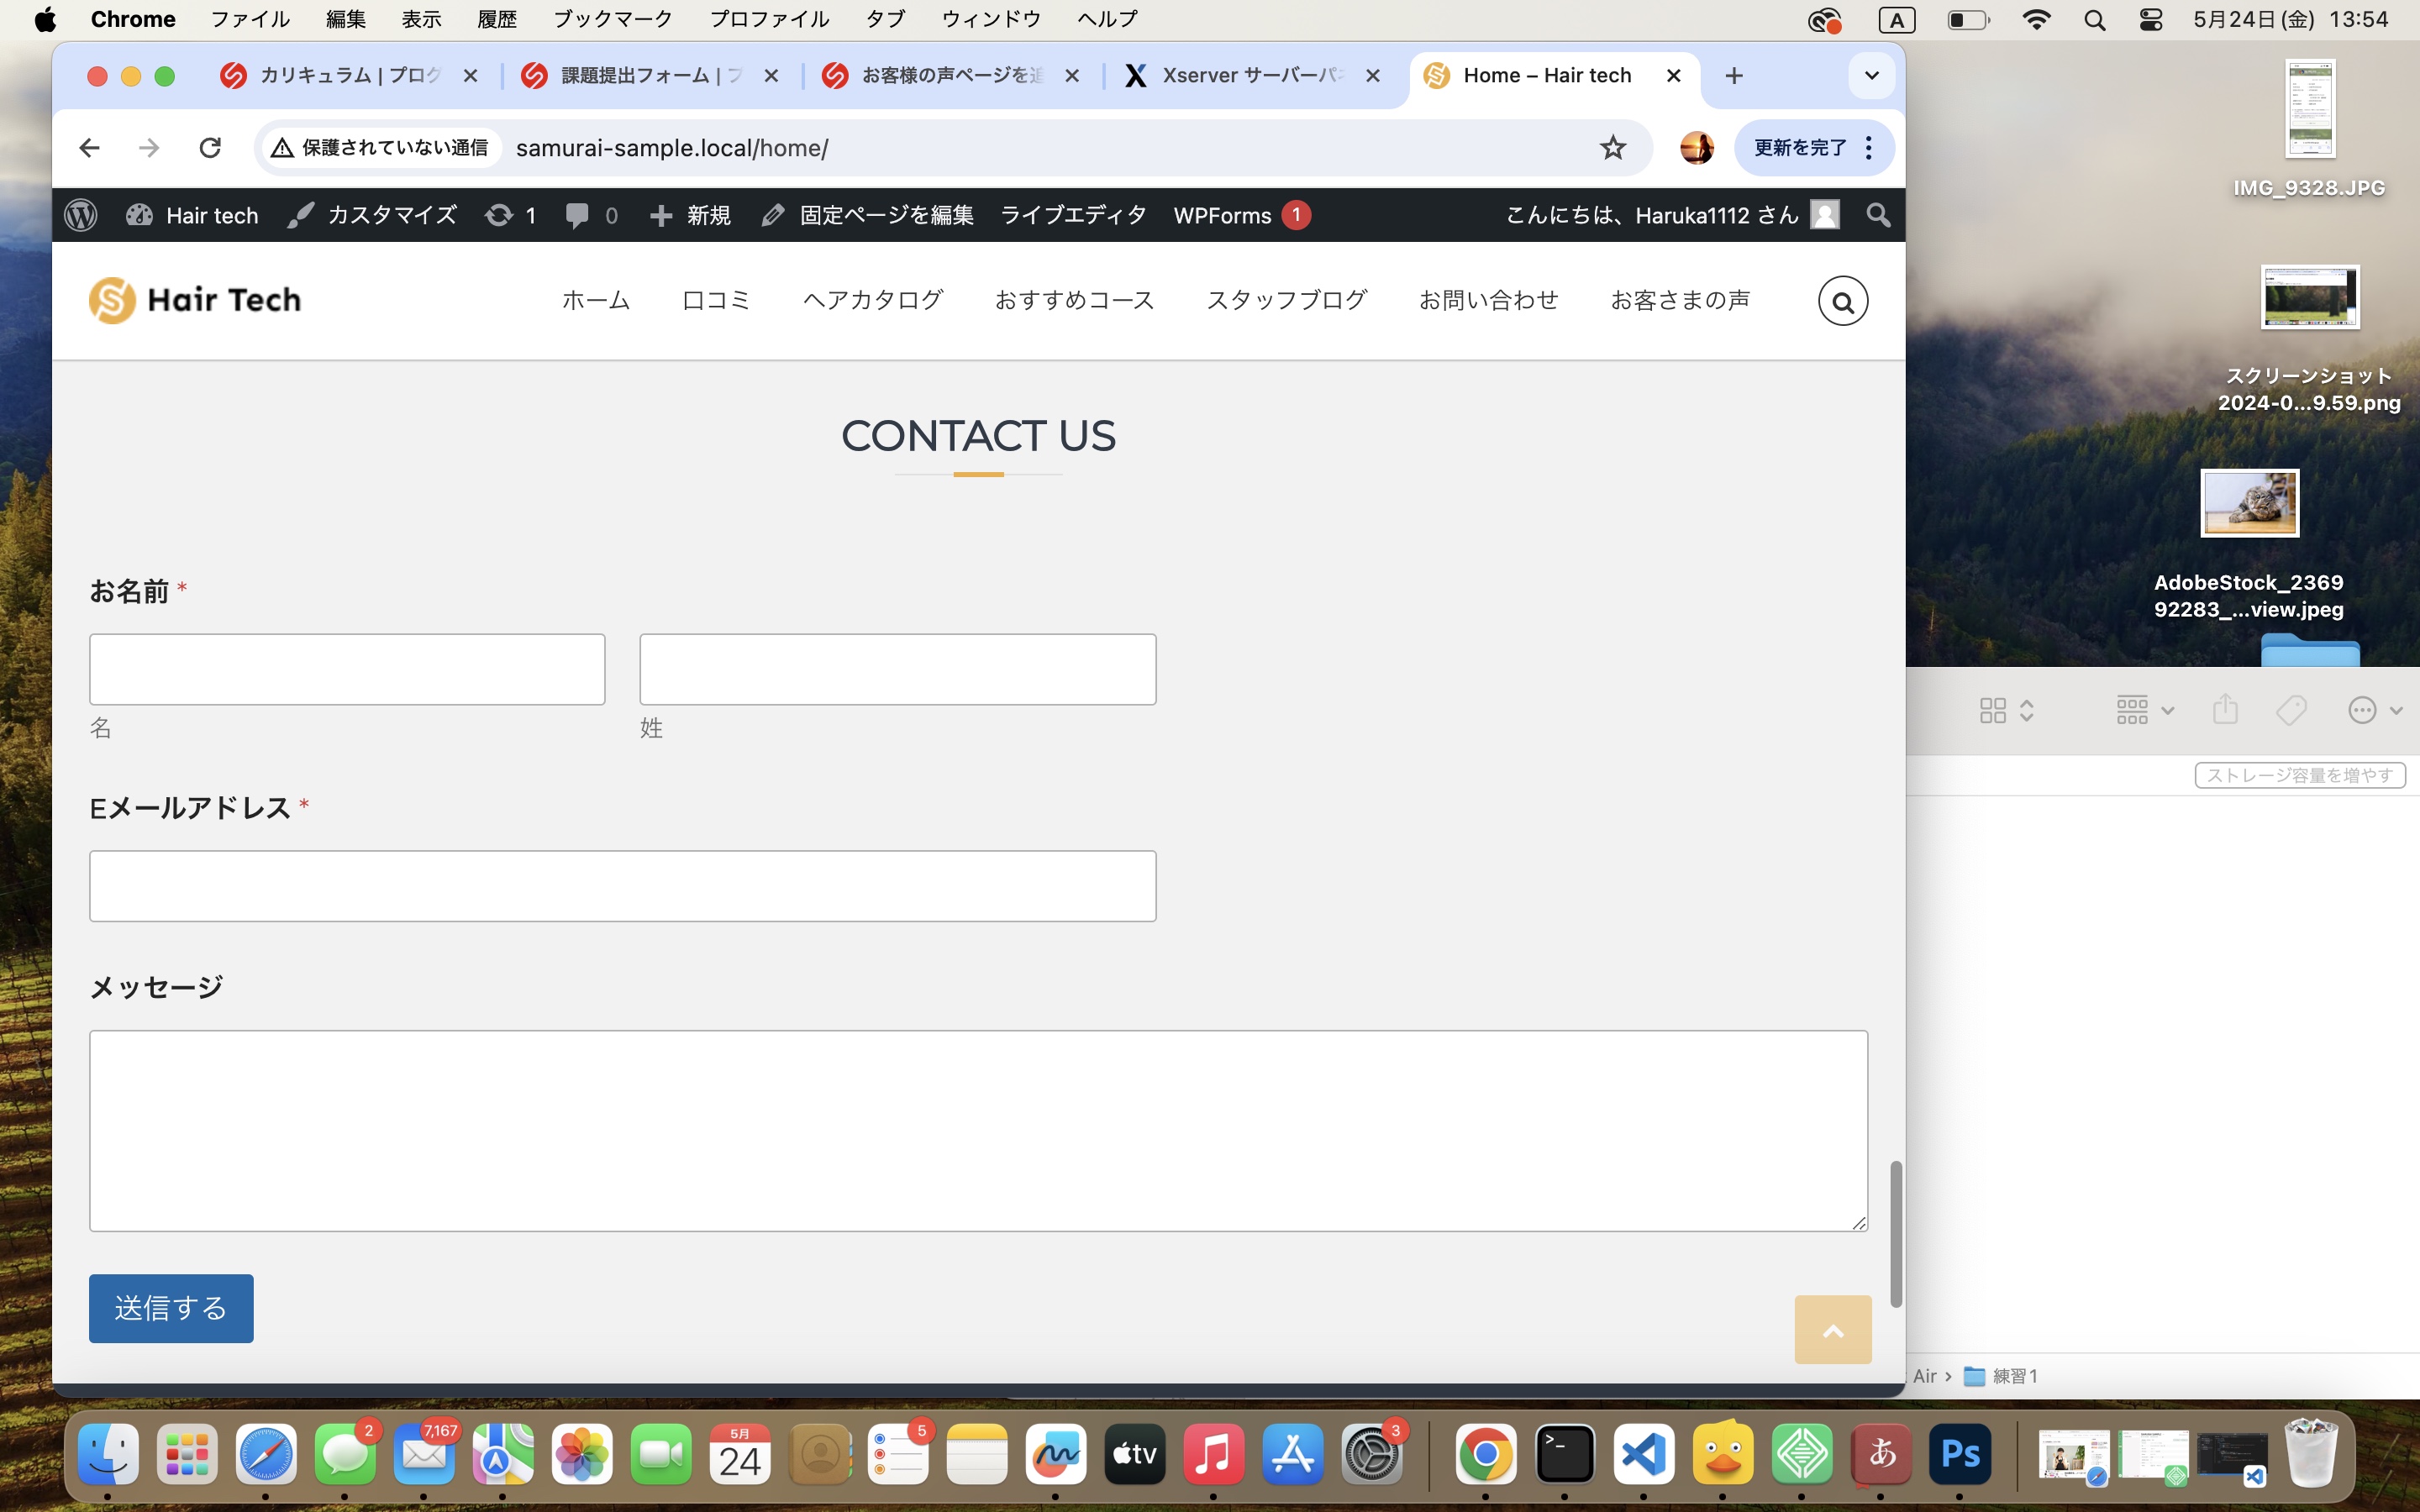 Chrome ファイル 編集 表示 履歴 ブックマーク プロファイル タブ ウィンドウ ヘルプ A 5月24日(金) 13:54
カリキュラム | プログ 課題提出フォーム | フ お客様の声ページを追 Xserver サーバーパネ Home – Hair tech
保護されていない通信 samurai-sample.local/home/ 更新を完了
Hair tech カスタマイズ 1 0 新規 固定ページを編集 ライブエディタ WPForms 1 こんにちは、Haruka1112 さん
Hair Tech ホーム 口コミ ヘアカタログ おすすめコース スタッフブログ お問い合わせ お客さまの声
CONTACT US
お名前 *
名 姓
Eメールアドレス *
メッセージ
送信する
IMG_9328.JPG
スクリーンショット
2024-0...9.59.png
AdobeStock_2369
92283_...view.jpeg
ストレージ容量を増やす
Air › 練習1
2 7,167 5月 24 5 tv 3 >_ あ Ps